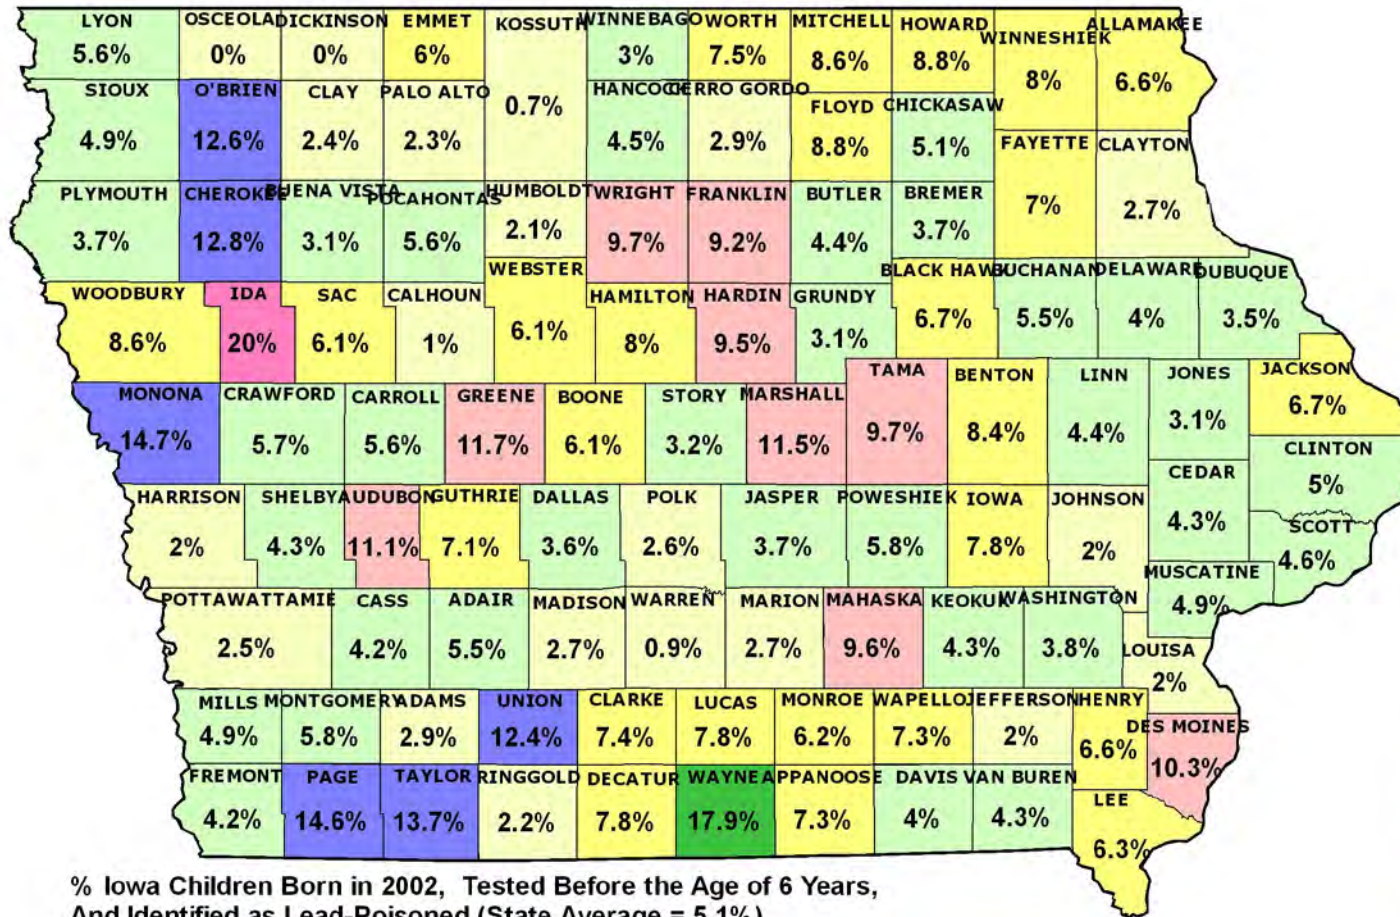 LYON OSCEOLA DICKINSON EMMET KOSSUTH WINNEBAGO WORTH MITCHELL HOWARD WINNESHIEK ALLAMAKEE
5.6% 0% 0% 6% 0.7% 3% 7.5% 8.6% 8.8% 8% 6.6%
SIOUX O'BRIEN CLAY PALO ALTO HANCOCK CERRO GORDO FLOYD CHICKASAW FAYETTE CLAYTON
4.9% 12.6% 2.4% 2.3% 4.5% 2.9% 8.8% 5.1% 7% 2.7%
PLYMOUTH CHEROKEE BUENA VISTA POCAHONTAS HUMBOLDT WRIGHT FRANKLIN BUTLER BREMER
3.7% 12.8% 3.1% 5.6% 2.1% 9.7% 9.2% 4.4% 3.7%
WOODBURY IDA SAC CALHOUN WEBSTER HAMILTON HARDIN GRUNDY BLACK HAWK BUCHANAN DELAWARE DUBUQUE
8.6% 20% 6.1% 1% 6.1% 8% 9.5% 3.1% 6.7% 5.5% 4% 3.5%
MONONA CRAWFORD CARROLL GREENE BOONE STORY MARSHALL TAMA BENTON LINN JONES JACKSON
14.7% 5.7% 5.6% 11.7% 6.1% 3.2% 11.5% 9.7% 8.4% 4.4% 3.1% 6.7%
CLINTON
5%
HARRISON SHELBY AUDUBON GUTHRIE DALLAS POLK JASPER POWESHIEK IOWA JOHNSON CEDAR SCOTT
2% 4.3% 11.1% 7.1% 3.6% 2.6% 3.7% 5.8% 7.8% 2% 4.3% 4.6%
MUSCATINE
4.9%
POTTAWATTAMIE CASS ADAIR MADISON WARREN MARION MAHASKA KEOKUK WASHINGTON LOUISA
2.5% 4.2% 5.5% 2.7% 0.9% 2.7% 9.6% 4.3% 3.8% 2%
MILLS MONTGOMERY ADAMS UNION CLARKE LUCAS MONROE WAPELLO JEFFERSON HENRY DES MOINES
4.9% 5.8% 2.9% 12.4% 7.4% 7.8% 6.2% 7.3% 2% 6.6% 10.3%
FREMONT PAGE TAYLOR RINGGOLD DECATUR WAYNE APPANOOSE DAVIS VAN BUREN LEE
4.2% 14.6% 13.7% 2.2% 7.8% 17.9% 7.3% 4% 4.3% 6.3%
% Iowa Children Born in 2002, Tested Before the Age of 6 Years,
And Identified as Lead-Poisoned (State Average = 5.1%)